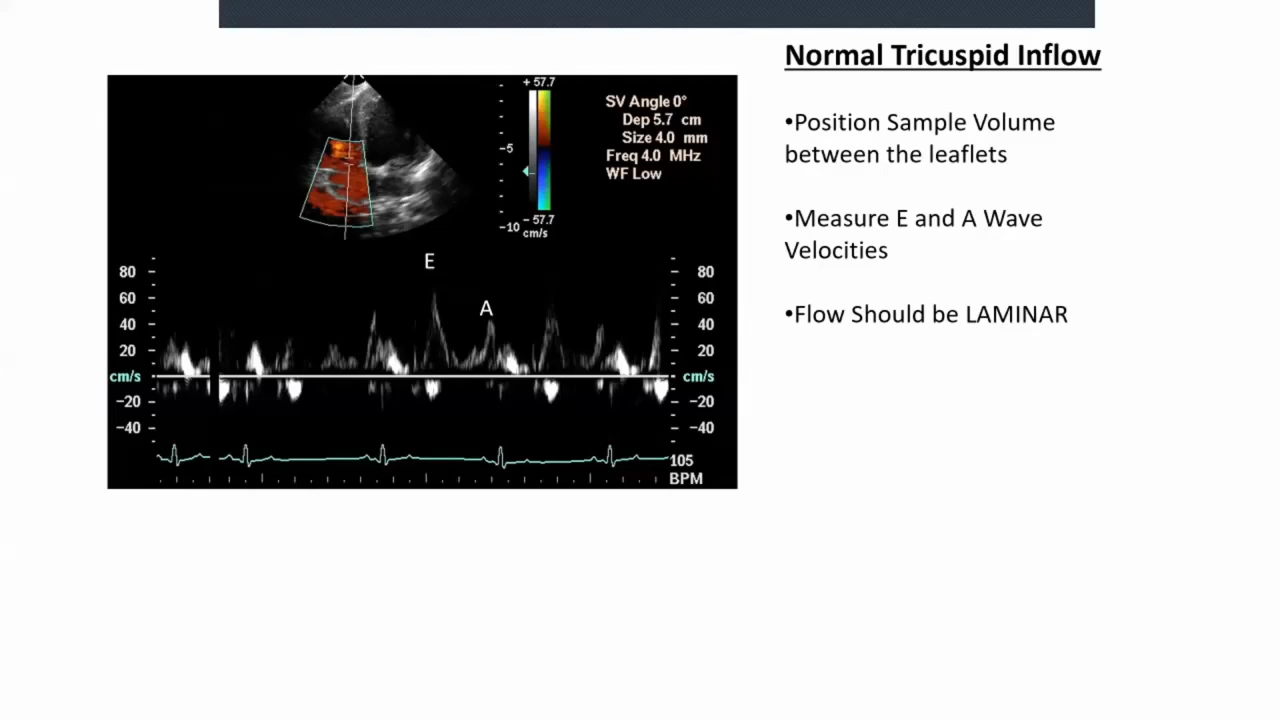 Normal Tricuspid Inflow
•Position Sample Volume
between the leaflets
•Measure E and A Wave
Velocities
•Flow Should be LAMINAR
+ 57.7
SV Angle 0°
Dep 5.7 cm
Size 4.0 mm
Freq 4.0 MHz
WF Low
−5
−10
− 57.7
cm/s
E
A
80
60
40
20
cm/s
−20
−40
80
60
40
20
cm/s
−20
−40
105
BPM